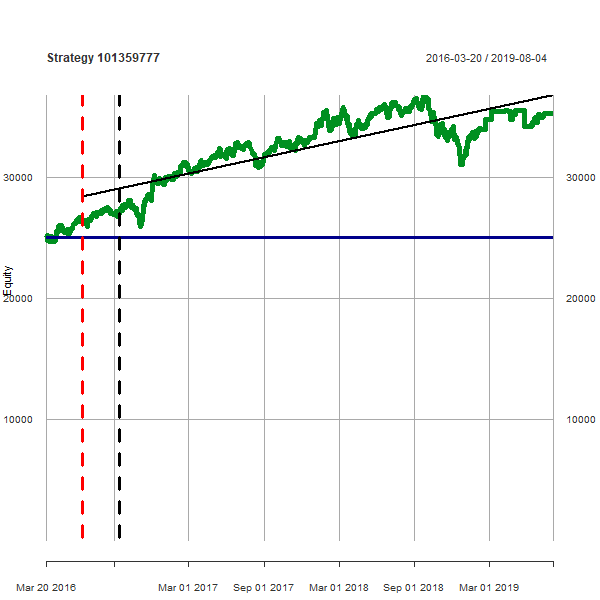 Strategy 101359777
2016-03-20 / 2019-08-04
30000
30000
Equity
20000
20000
10000
10000
Mar 20 2016
Mar 01 2017
Sep 01 2017
Mar 01 2018
Sep 01 2018
Mar 01 2019